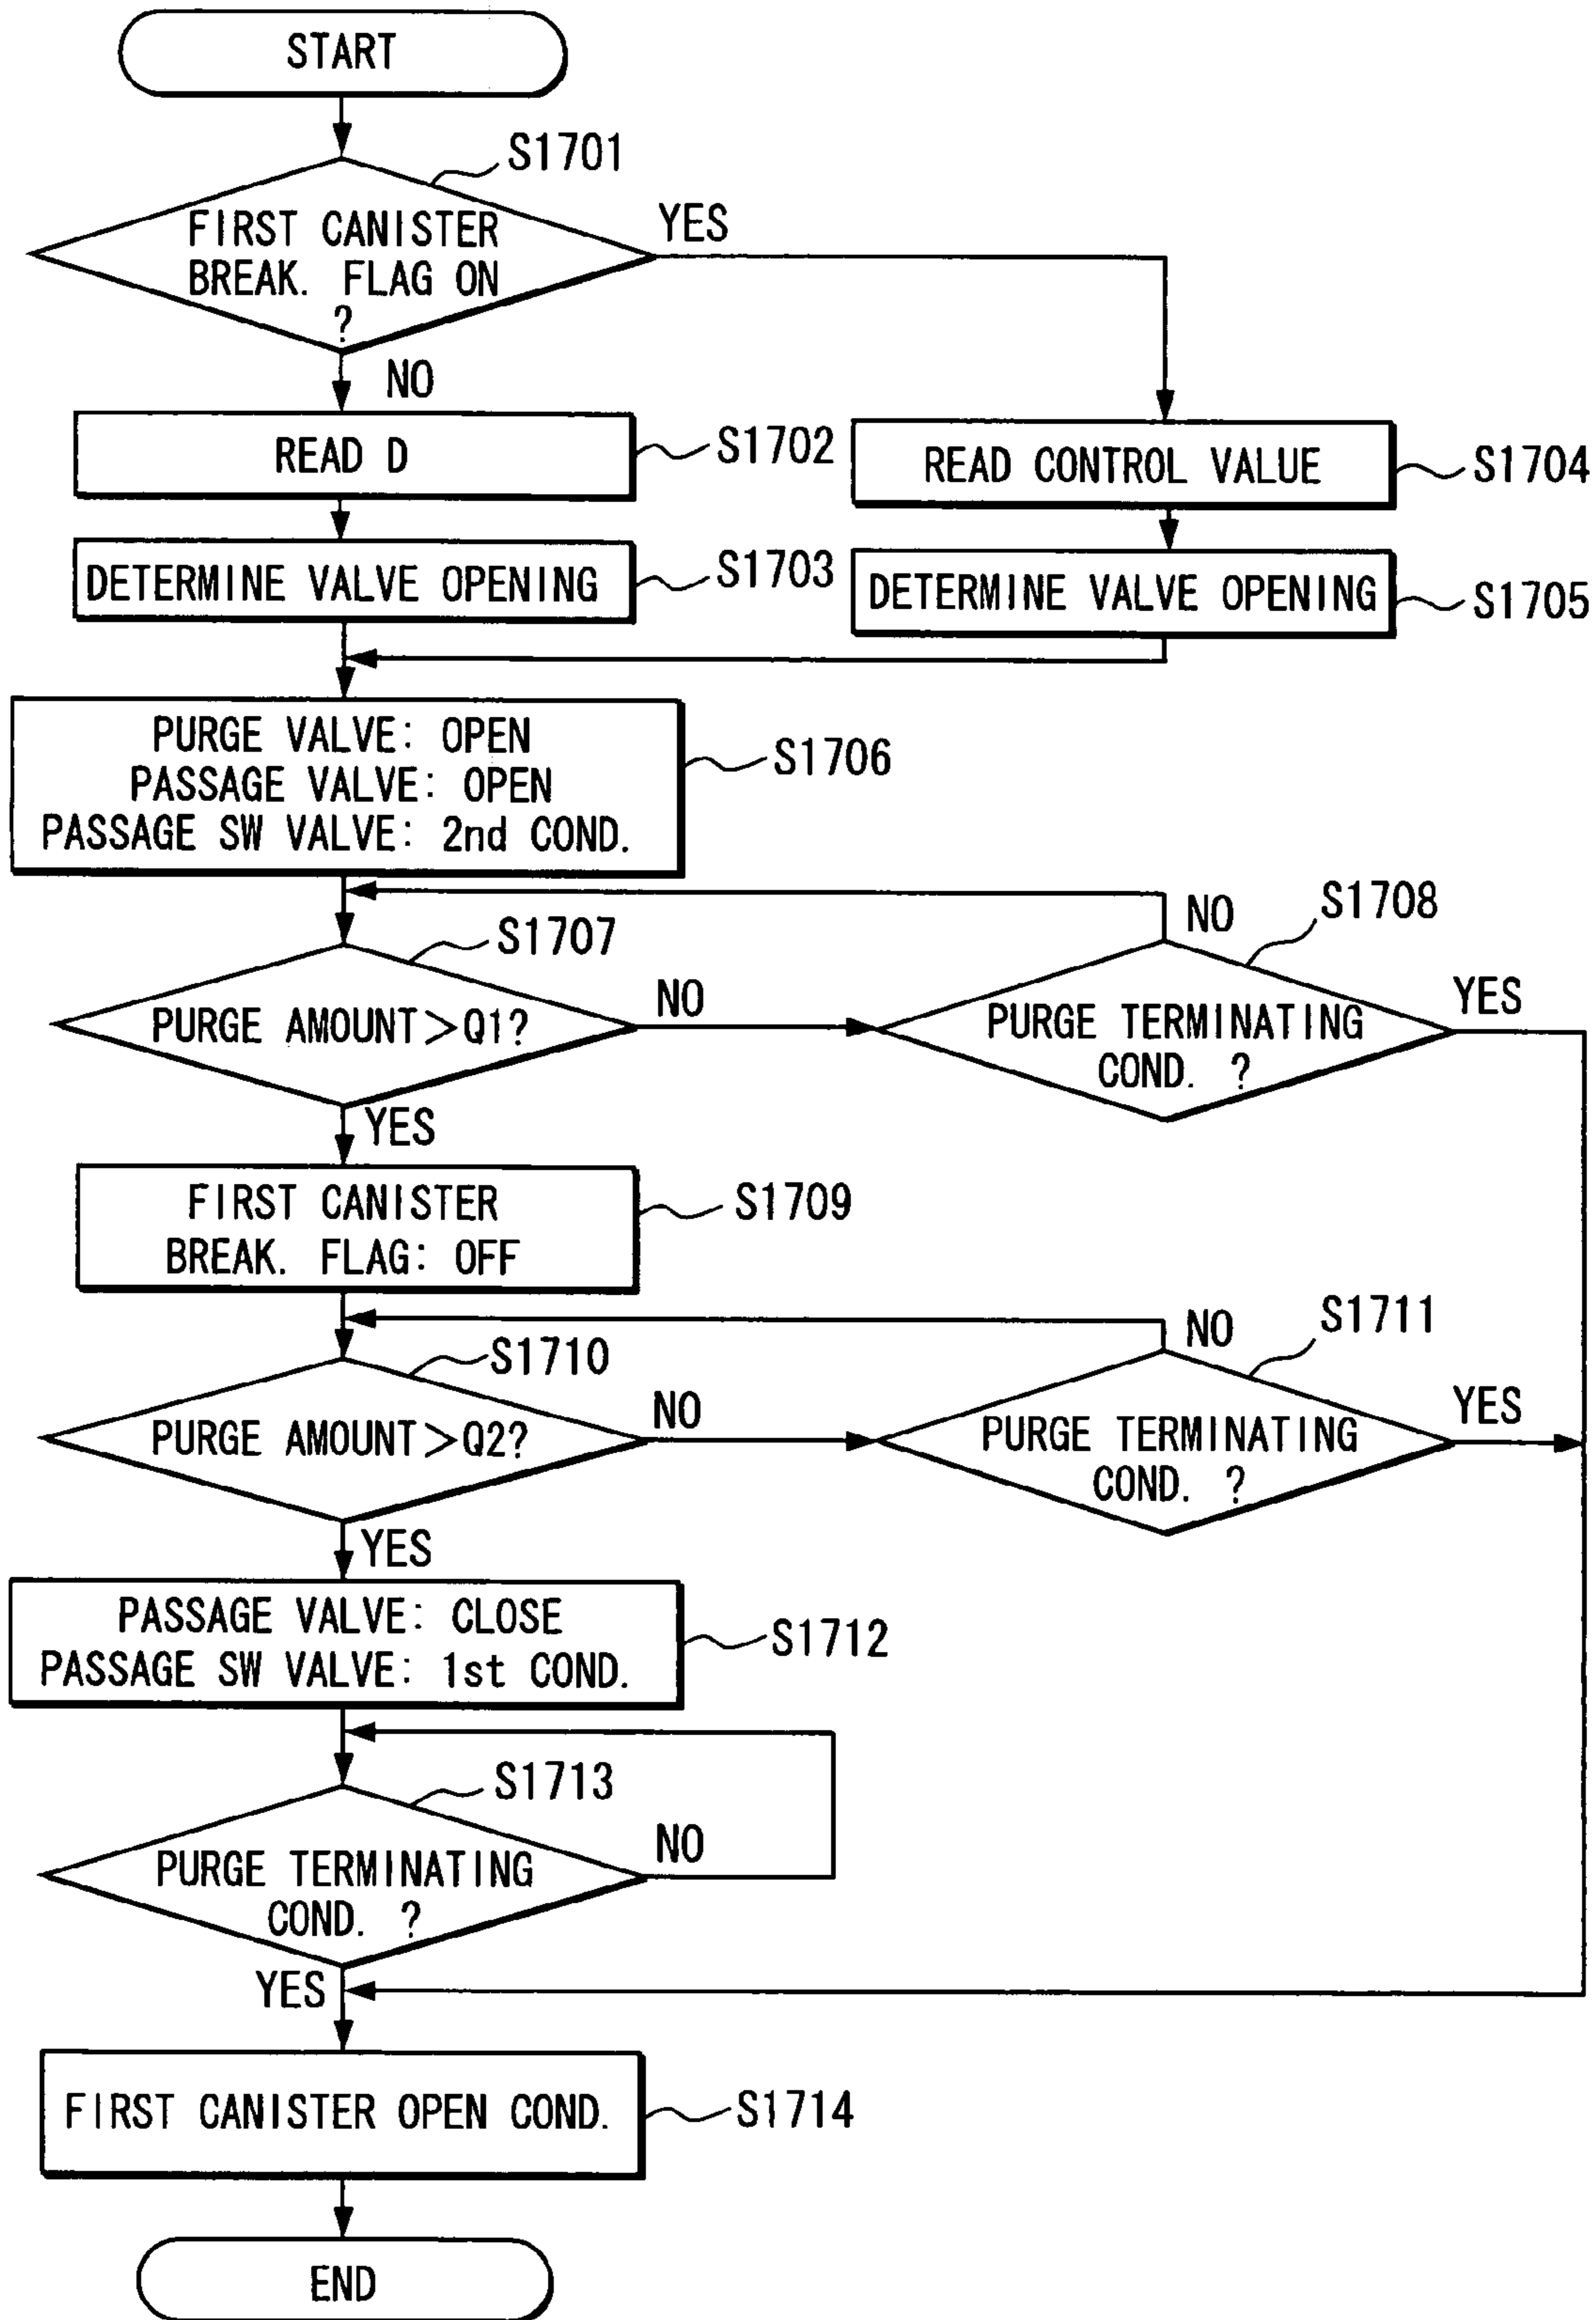 START
S1701
FIRST CANISTER
BREAK. FLAG ON
?
YES
NO
READ D
S1702
READ CONTROL VALUE
S1704
DETERMINE VALVE OPENING
S1703
DETERMINE VALVE OPENING
S1705
PURGE VALVE: OPEN
PASSAGE VALVE: OPEN
PASSAGE SW VALVE: 2nd COND.
S1706
S1707
PURGE AMOUNT>Q1?
NO
YES
S1708
NO
PURGE TERMINATING
COND. ?
YES
FIRST CANISTER
BREAK. FLAG: OFF
S1709
S1710
PURGE AMOUNT>Q2?
NO
YES
S1711
NO
PURGE TERMINATING
COND. ?
YES
PASSAGE VALVE: CLOSE
PASSAGE SW VALVE: 1st COND.
S1712
S1713
PURGE TERMINATING
COND. ?
NO
YES
FIRST CANISTER OPEN COND.
S1714
END